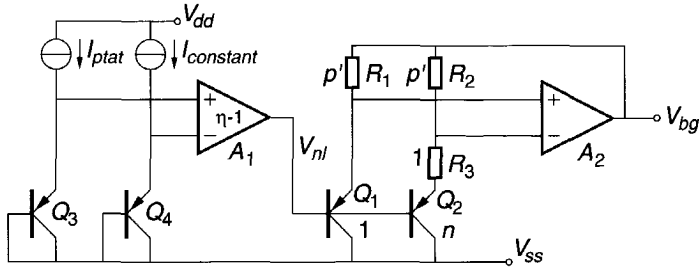 V_dd
I_ptat
I_constant
p' R_1 p' R_2
+
η-1
−
A_1
V_nl
+
−
A_2
V_bg
1 R_3
Q_3 Q_4 Q_1 Q_2
1 n
V_ss